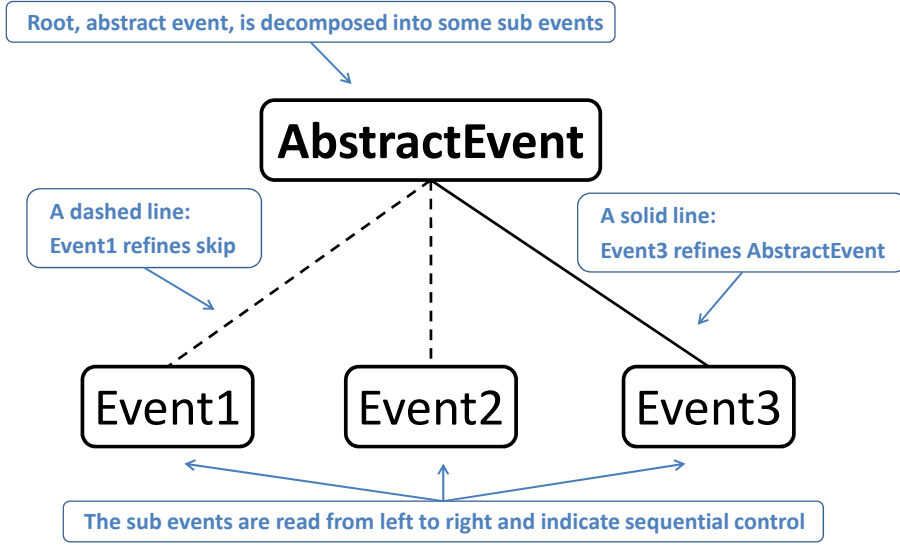 Root, abstract event, is decomposed into some sub events
AbstractEvent
A dashed line:
Event1 refines skip
A solid line:
Event3 refines AbstractEvent
Event1
Event2
Event3
The sub events are read from left to right and indicate sequential control